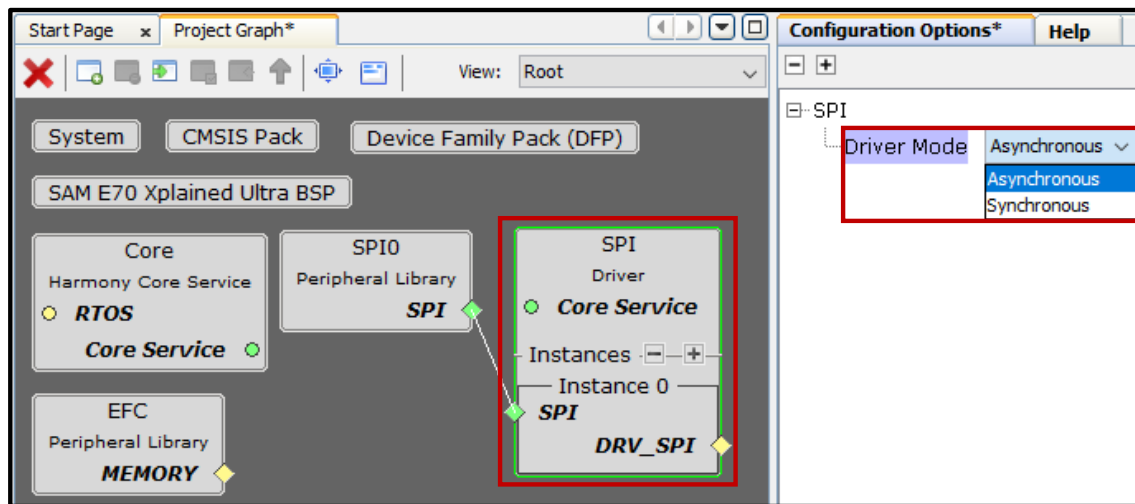 Start Page x Project Graph*
View: Root
System CMSIS Pack Device Family Pack (DFP)
SAM E70 Xplained Ultra BSP
Core
Harmony Core Service
RTOS
Core Service
SPI0
Peripheral Library
SPI
SPI
Driver
Core Service
Instances
Instance 0
SPI
DRV_SPI
EFC
Peripheral Library
MEMORY
Configuration Options* Help
SPI
Driver Mode Asynchronous
Asynchronous
Synchronous